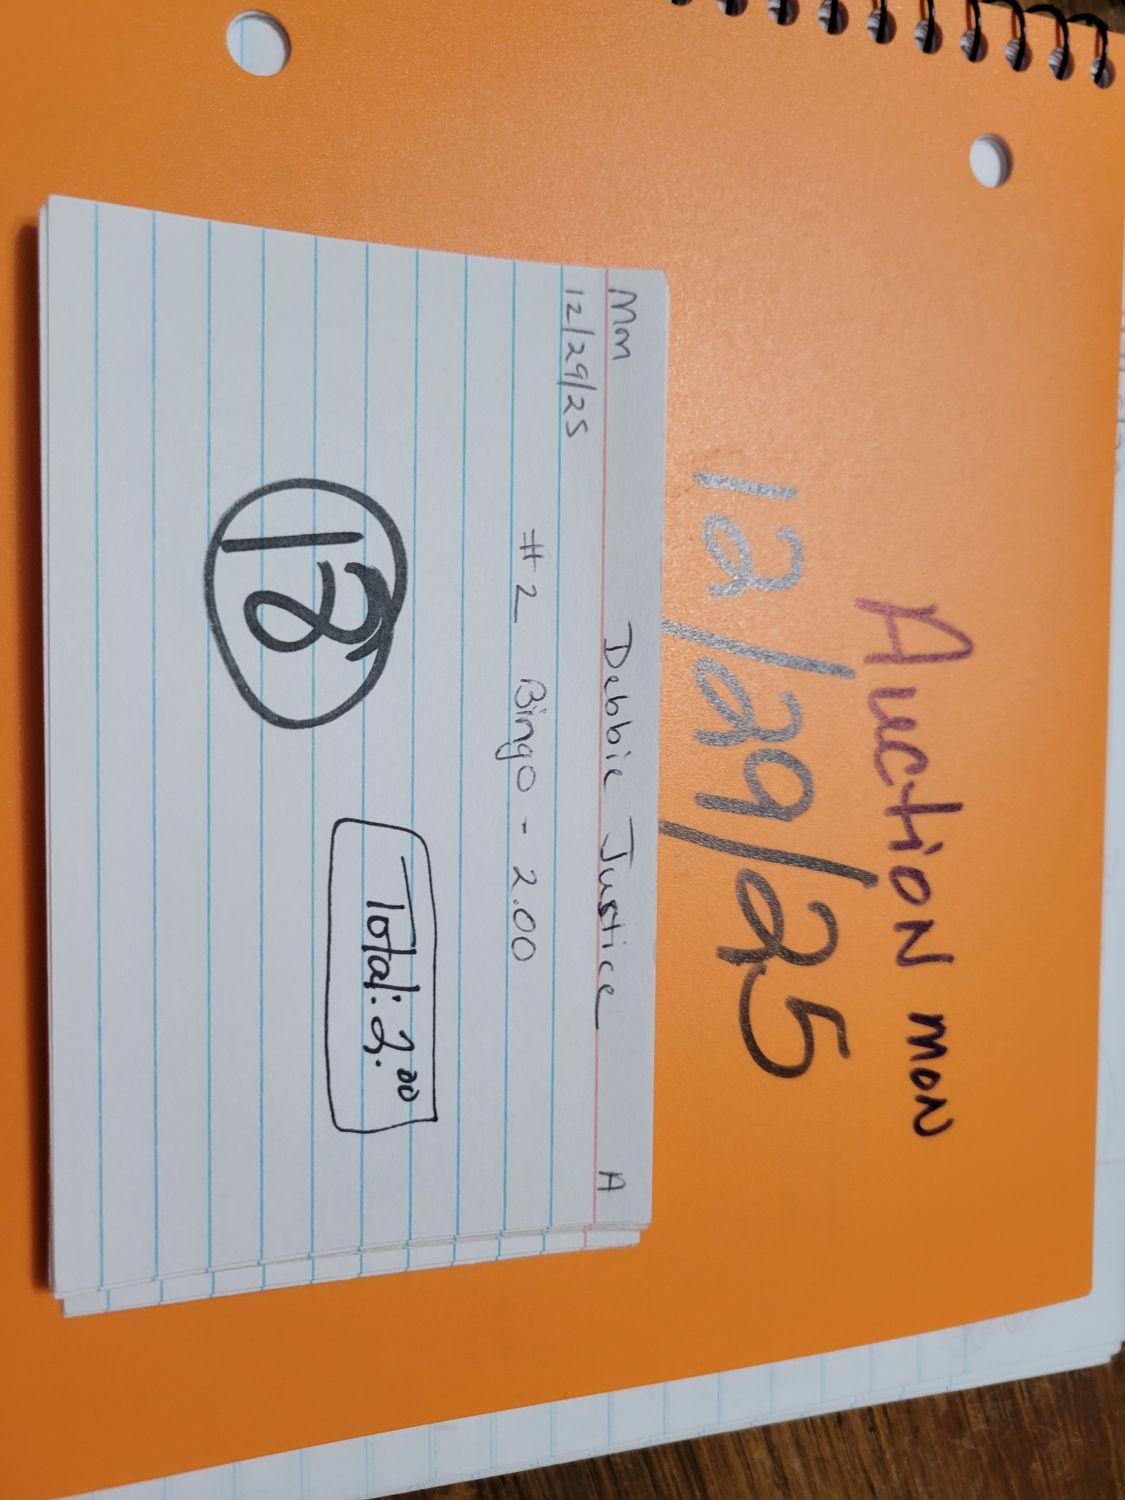 Auction mon
12/29/25
Mon Debbie Justice A
12/29/25
#2 Bingo - 2.00
18
Total: 2.00